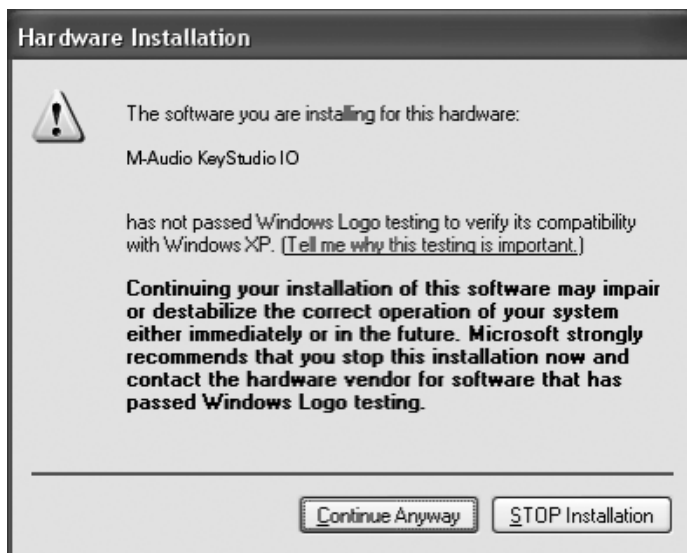 Hardware Installation
The software you are installing for this hardware:
M-Audio KeyStudio IO
has not passed Windows Logo testing to verify its compatibility
with Windows XP. (Tell me why this testing is important.)
Continuing your installation of this software may impair
or destabilize the correct operation of your system
either immediately or in the future. Microsoft strongly
recommends that you stop this installation now and
contact the hardware vendor for software that has
passed Windows Logo testing.
Continue Anyway
STOP Installation